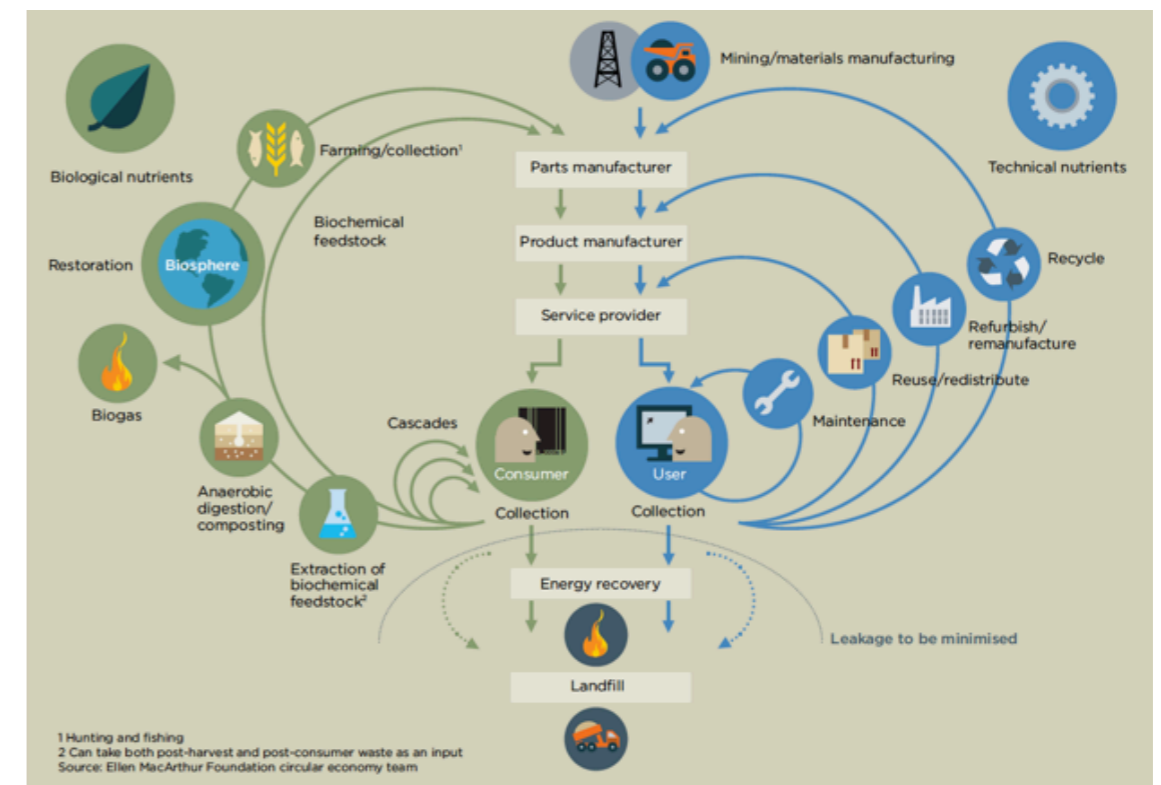 Mining/materials manufacturing
Biological nutrients
Farming/collection¹
Technical nutrients
Parts manufacturer
Biochemical
feedstock
Product manufacturer
Restoration
Biosphere
Recycle
Service provider
Refurbish/
remanufacture
Reuse/redistribute
Biogas
Cascades
Maintenance
Consumer
User
Anaerobic
digestion/
composting
Collection
Collection
Extraction of
biochemical
feedstock²
Energy recovery
Leakage to be minimised
Landfill
1 Hunting and fishing
2 Can take both post-harvest and post-consumer waste as an input
Source: Ellen MacArthur Foundation circular economy team